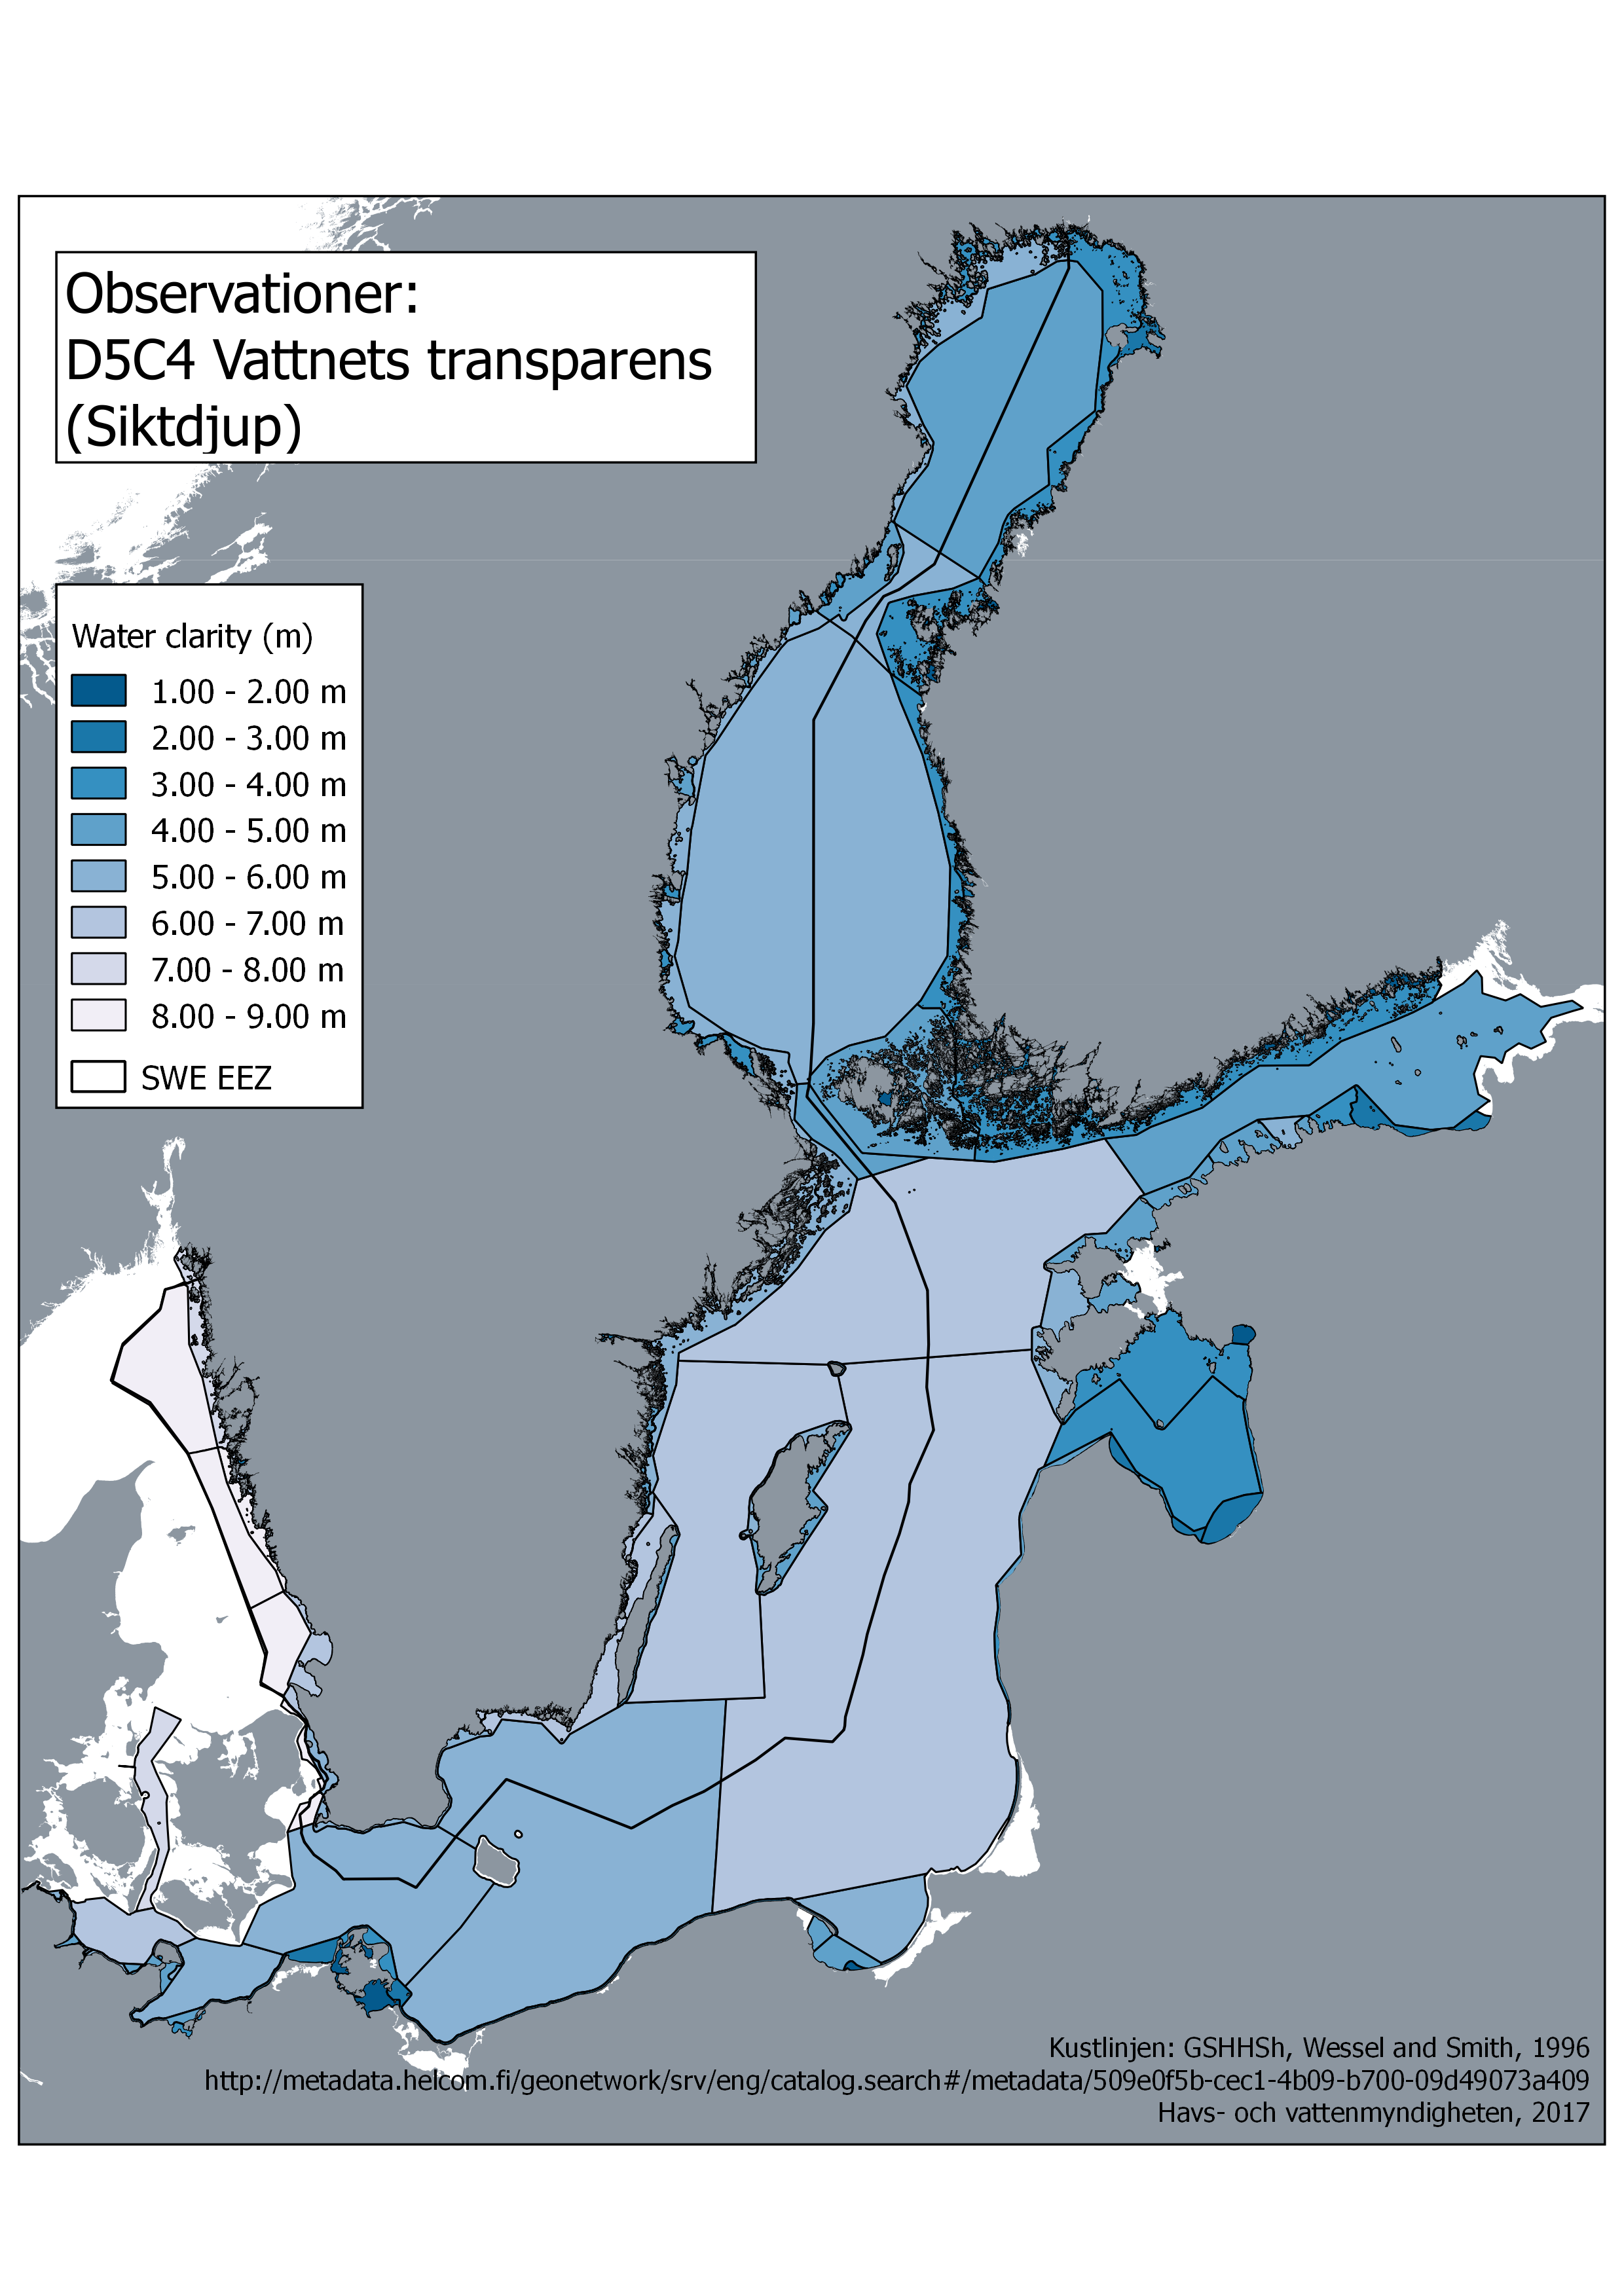 Observationer:
D5C4 Vattnets transparens
(Siktdjup)
Water clarity (m)
1.00 - 2.00 m
2.00 - 3.00 m
3.00 - 4.00 m
4.00 - 5.00 m
5.00 - 6.00 m
6.00 - 7.00 m
7.00 - 8.00 m
8.00 - 9.00 m
SWE EEZ
Kustlinjen: GSHHSh, Wessel and Smith, 1996
http://metadata.helcom.fi/geonetwork/srv/eng/catalog.search#/metadata/509e0f5b-cec1-4b09-b700-09d49073a409
Havs- och vattenmyndigheten, 2017